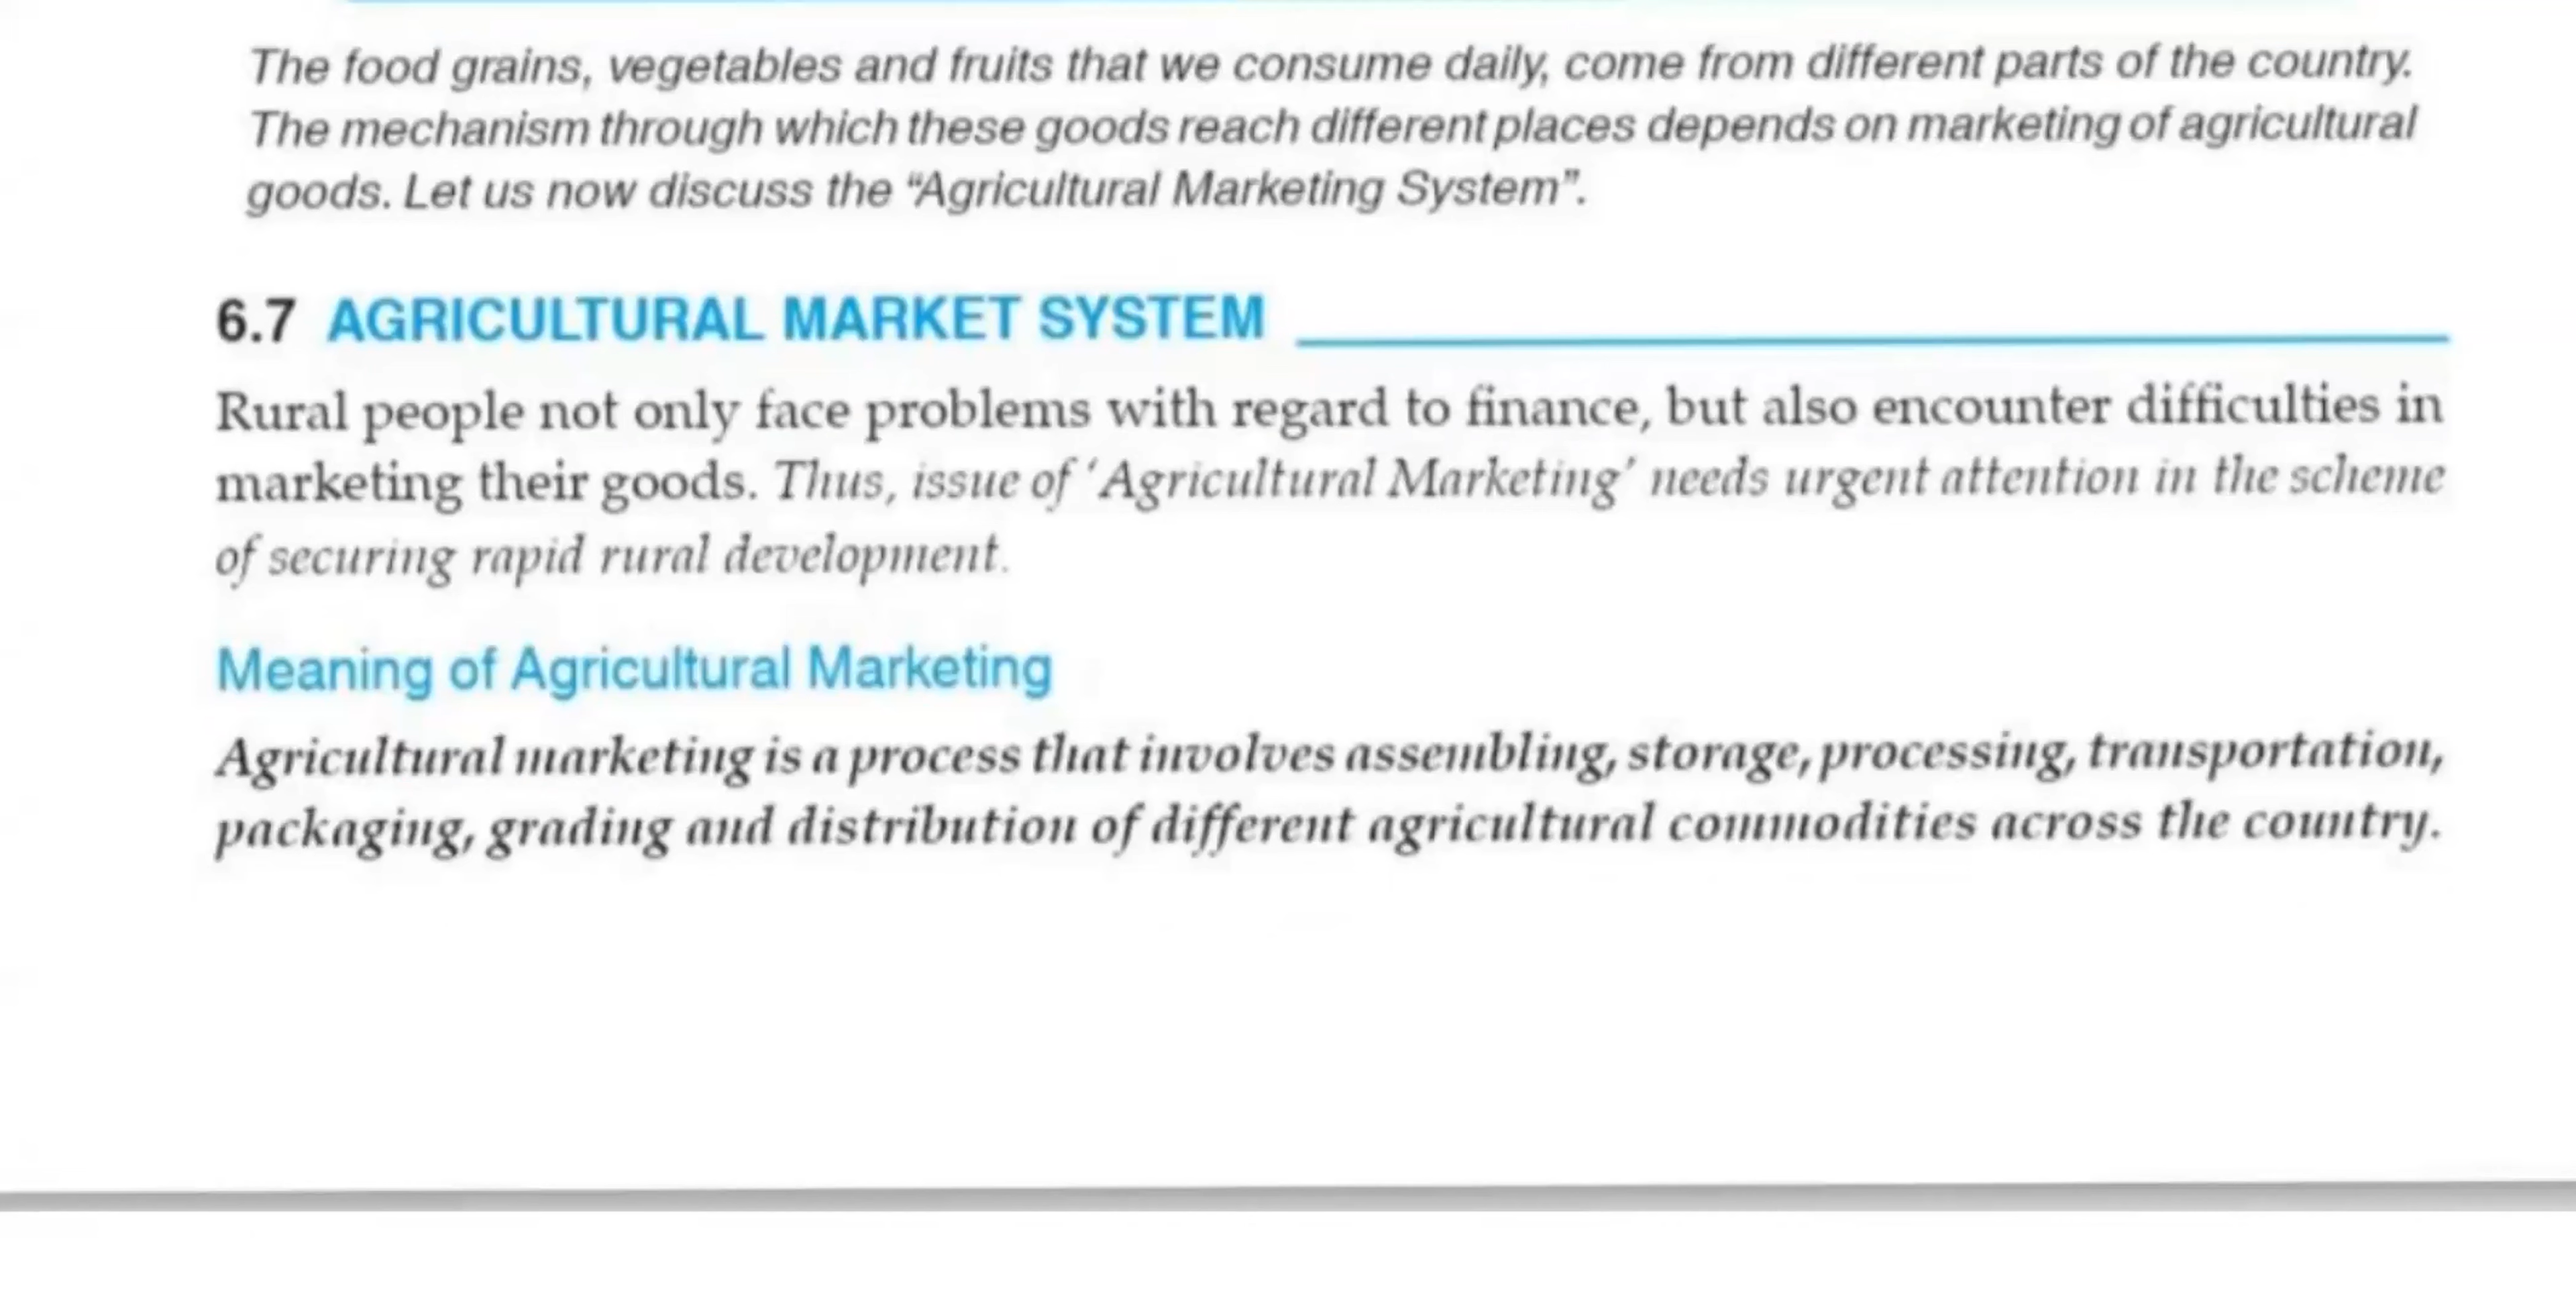 The food grains, vegetables and fruits that we consume daily, come from different parts of the country.
The mechanism through which these goods reach different places depends on marketing of agricultural
goods. Let us now discuss the “Agricultural Marketing System”.
6.7 AGRICULTURAL MARKET SYSTEM
Rural people not only face problems with regard to finance, but also encounter difficulties in
marketing their goods. Thus, issue of ‘Agricultural Marketing’ needs urgent attention in the scheme
of securing rapid rural development.
Meaning of Agricultural Marketing
Agricultural marketing is a process that involves assembling, storage, processing, transportation,
packaging, grading and distribution of different agricultural commodities across the country.